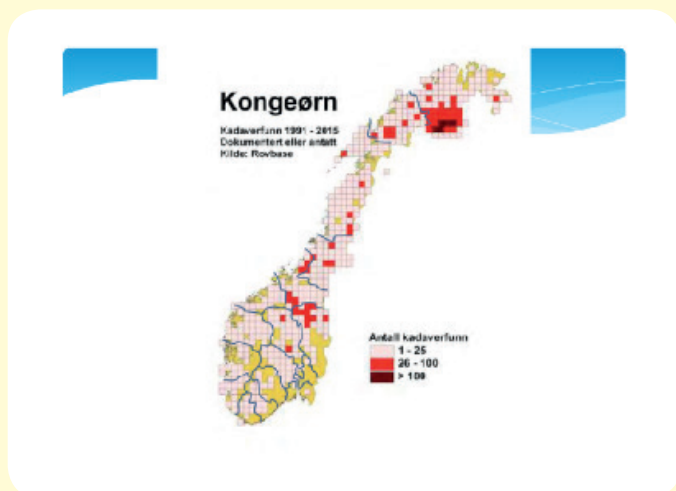 Kongeørn
Kadaverfunn 1991 - 2015
Dokumentert eller antatt
Kilde: Rovbase
Antall kadaverfunn
1 - 25
26 - 100
> 100